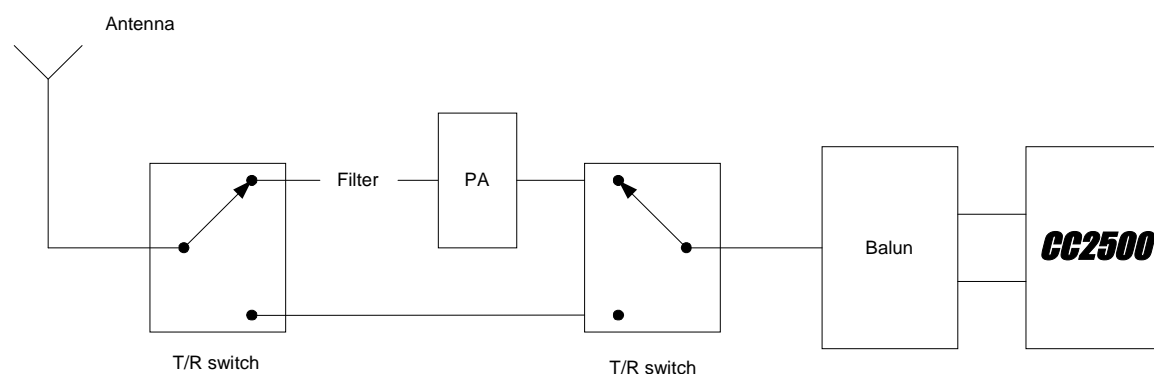 Antenna
Filter
PA
Balun
CC2500
T/R switch
T/R switch